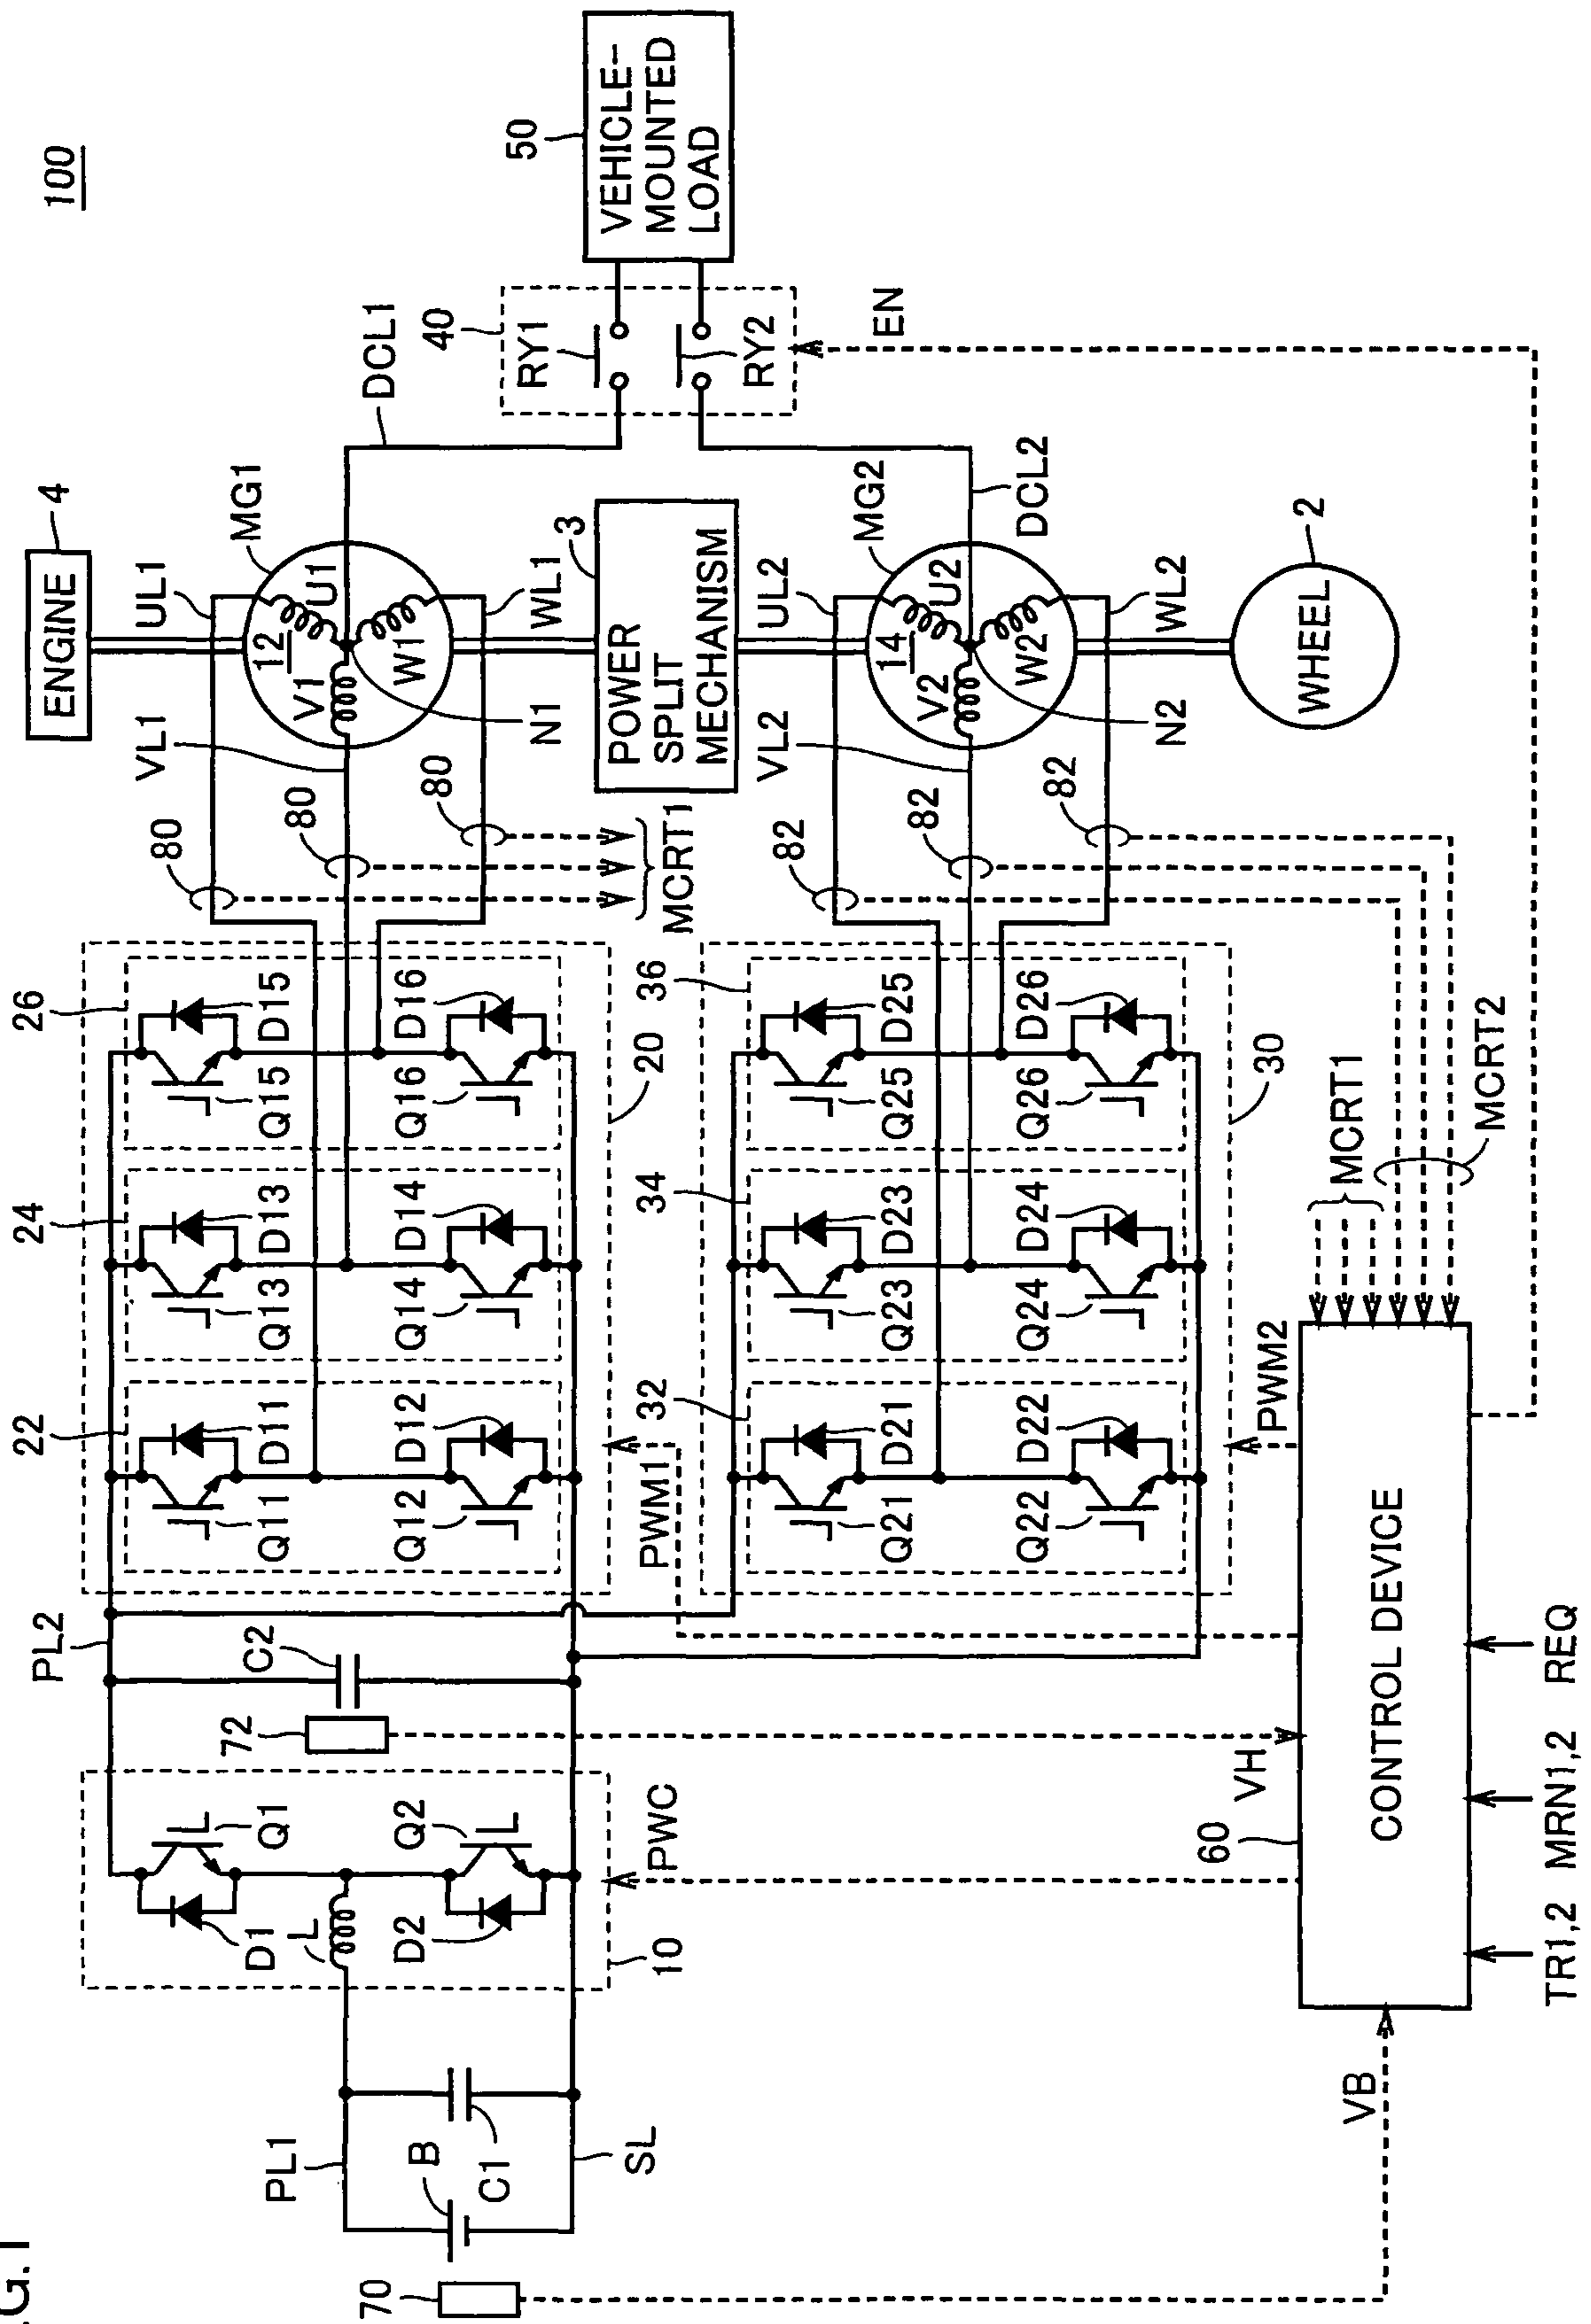 FIG.1
100
ENGINE
4
UL1
MG1
12
U1
V1
W1
VL1
N1
WL1
DCL1
80
80
80
MCRT1
POWER
SPLIT
MECHANISM
3
40
RY1
RY2
EN
50
VEHICLE-
MOUNTED
LOAD
UL2
MG2
14
U2
V2
W2
VL2
N2
WL2
DCL2
82
82
82
WHEEL
2
22
24
26
20
Q11
D11
Q12
D12
Q13
D13
Q14
D14
Q15
D15
Q16
D16
PWM1
32
34
36
30
Q21
D21
Q22
D22
Q23
D23
Q24
D24
Q25
D25
Q26
D26
PWM2
MCRT1
MCRT2
PL2
C2
72
VH
Q1
D1
L
Q2
D2
10
PWC
PL1
B
C1
SL
70
VB
60
CONTROL DEVICE
TR1,2
MRN1,2
REQ